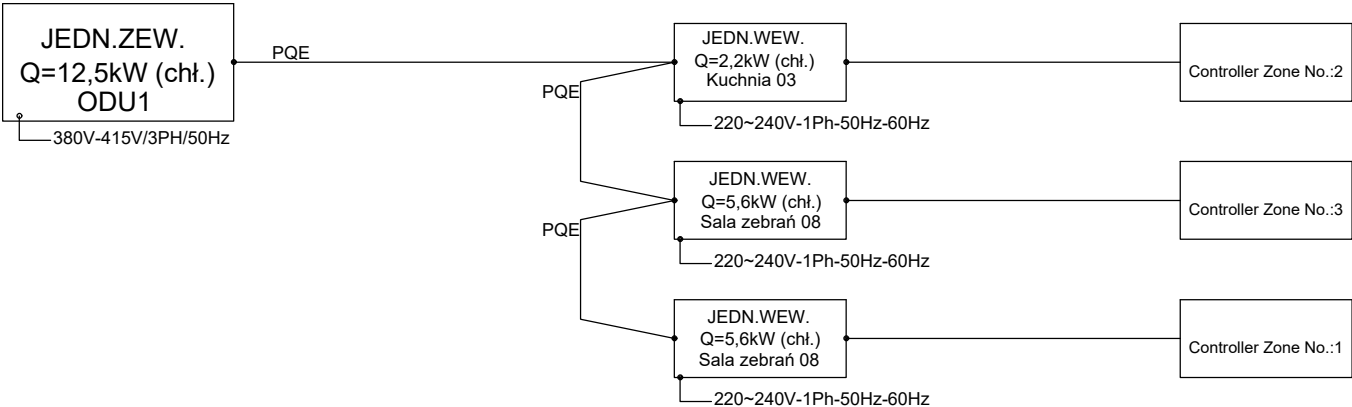 JEDN.ZEW.
Q=12,5kW (chł.)
ODU1
380V-415V/3PH/50Hz
PQE
JEDN.WEW.
Q=2,2kW (chł.)
Kuchnia 03
220~240V-1Ph-50Hz-60Hz
Controller Zone No.:2
PQE
JEDN.WEW.
Q=5,6kW (chł.)
Sala zebrań 08
220~240V-1Ph-50Hz-60Hz
Controller Zone No.:3
PQE
JEDN.WEW.
Q=5,6kW (chł.)
Sala zebrań 08
220~240V-1Ph-50Hz-60Hz
Controller Zone No.:1